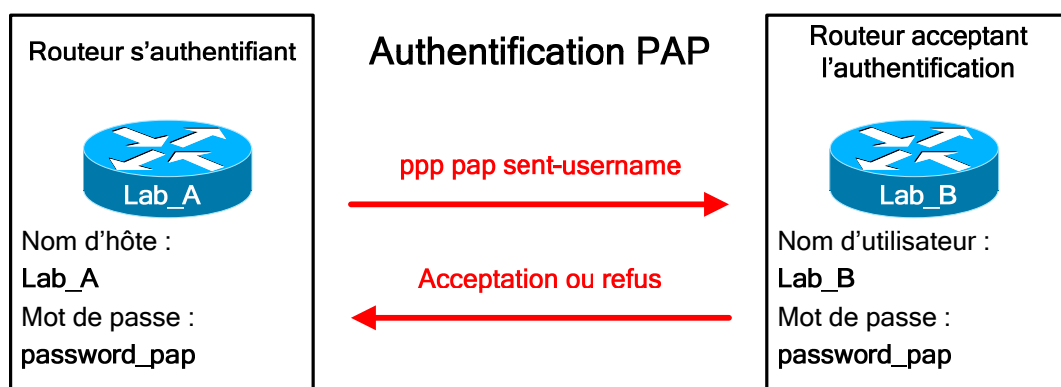 Routeur s’authentifiant
Lab_A
Nom d’hôte :
Lab_A
Mot de passe :
password_pap
Authentification PAP
ppp pap sent-username
Acceptation ou refus
Routeur acceptant
l’authentification
Lab_B
Nom d’utilisateur :
Lab_B
Mot de passe :
password_pap